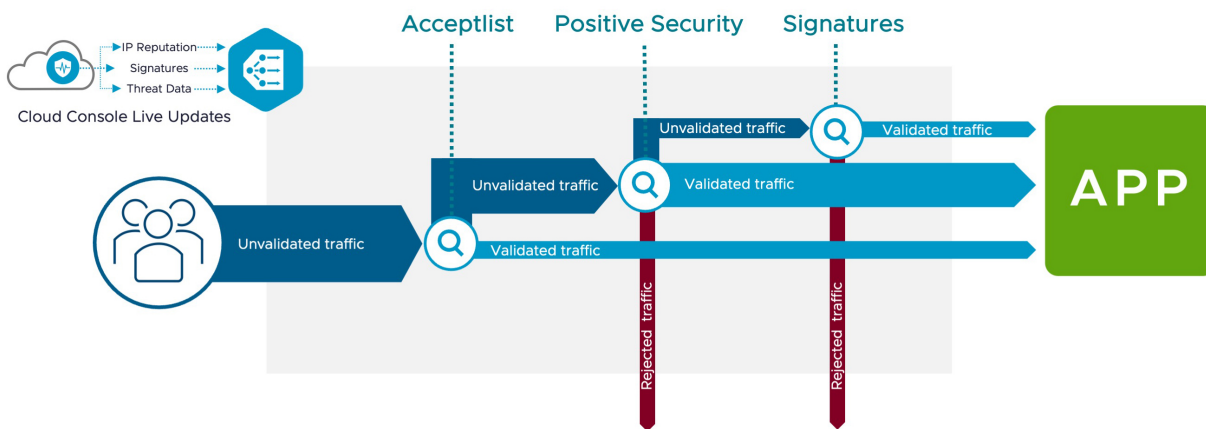 Acceptlist
Positive Security
Signatures
IP Reputation
Signatures
Threat Data
Cloud Console Live Updates
Unvalidated traffic
Validated traffic
Unvalidated traffic
Validated traffic
APP
Unvalidated traffic
Validated traffic
Rejected traffic
Rejected traffic